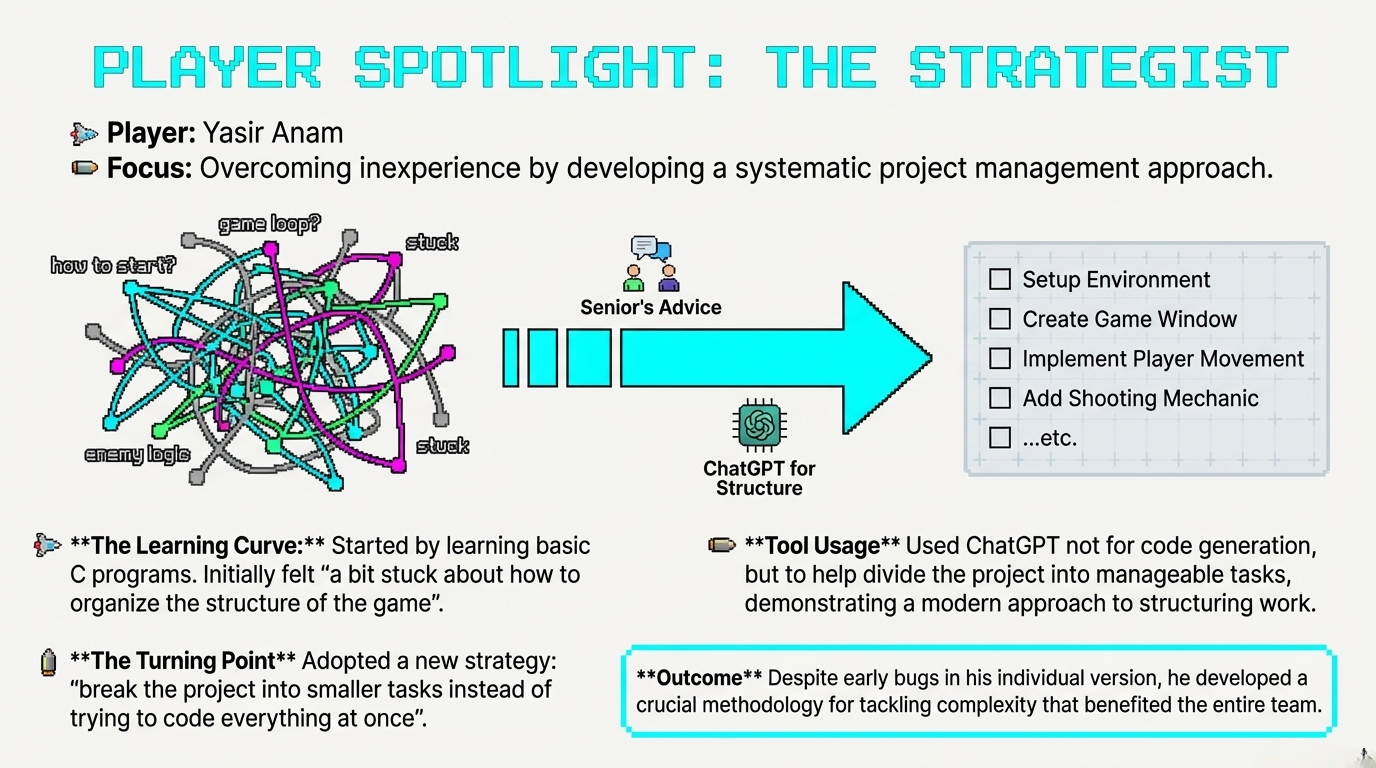 PLAYER SPOTLIGHT: THE STRATEGIST
Player: Yasir Anam
Focus: Overcoming inexperience by developing a systematic project management approach.
game loop?
stuck
how to start?
enemy logic
stuck
Senior's Advice
ChatGPT for
Structure
Setup Environment
Create Game Window
Implement Player Movement
Add Shooting Mechanic
...etc.
**The Learning Curve:** Started by learning basic
C programs. Initially felt “a bit stuck about how to
organize the structure of the game”.
**The Turning Point** Adopted a new strategy:
“break the project into smaller tasks instead of
trying to code everything at once”.
**Tool Usage** Used ChatGPT not for code generation,
but to help divide the project into manageable tasks,
demonstrating a modern approach to structuring work.
**Outcome** Despite early bugs in his individual version, he developed a
crucial methodology for tackling complexity that benefited the entire team.